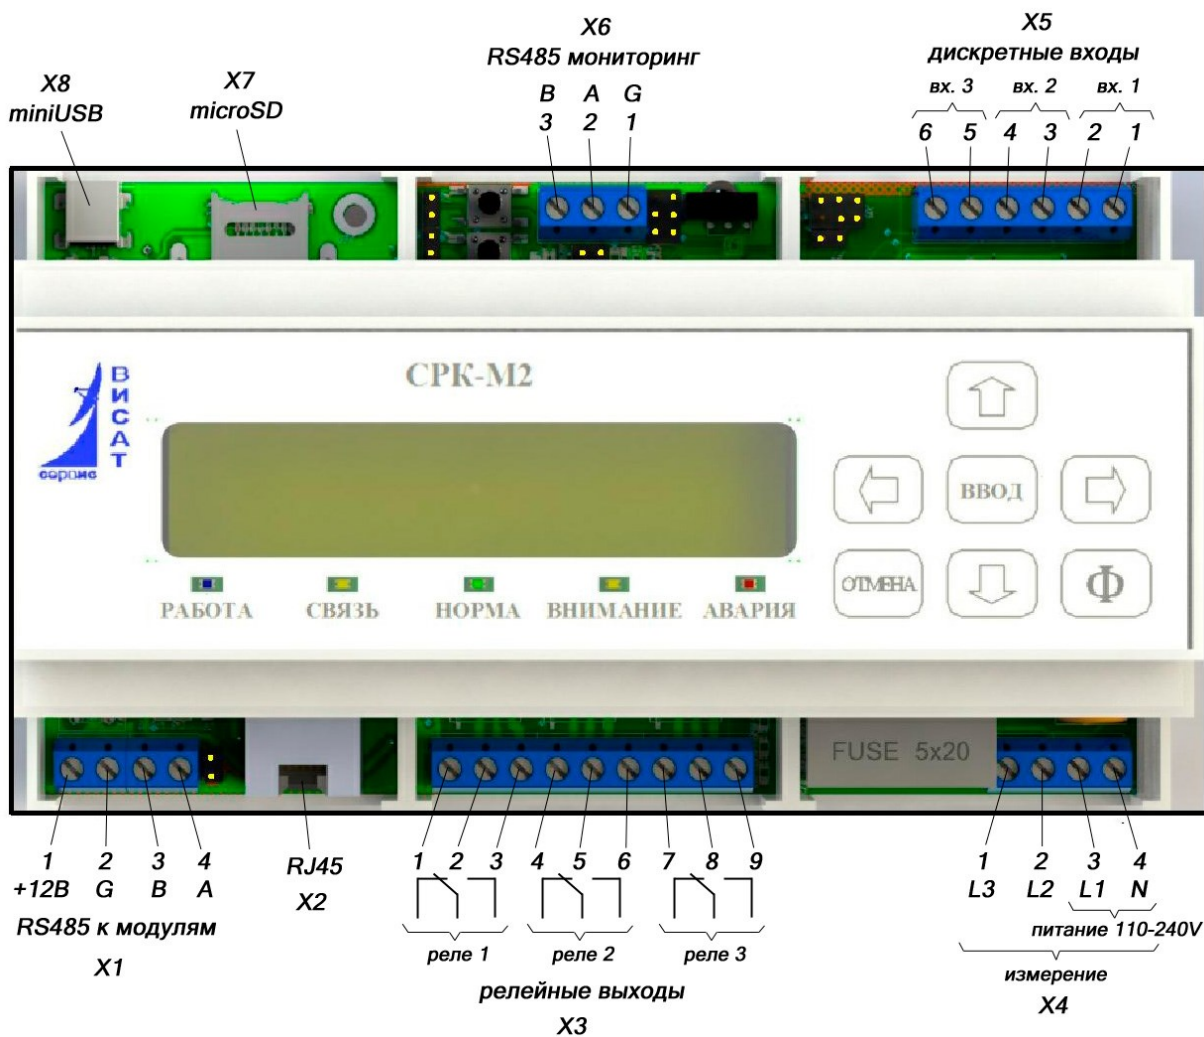 X6
RS485 мониторинг
B A G
3 2 1
X5
дискретные входы
вх. 3 вх. 2 вх. 1
6 5 4 3 2 1
X8
miniUSB
X7
microSD
СРК-М2
ВИСАТ
сервис
ВВОД
ОТМЕНА
Ф
РАБОТА СВЯЗЬ НОРМА ВНИМАНИЕ АВАРИЯ
FUSE 5x20
1 2 3 4
+12В G B A
RS485 к модулям
X1
RJ45
X2
1 2 3 4 5 6 7 8 9
реле 1 реле 2 реле 3
релейные выходы
X3
1 2 3 4
L3 L2 L1 N
питание 110-240V
измерение
X4